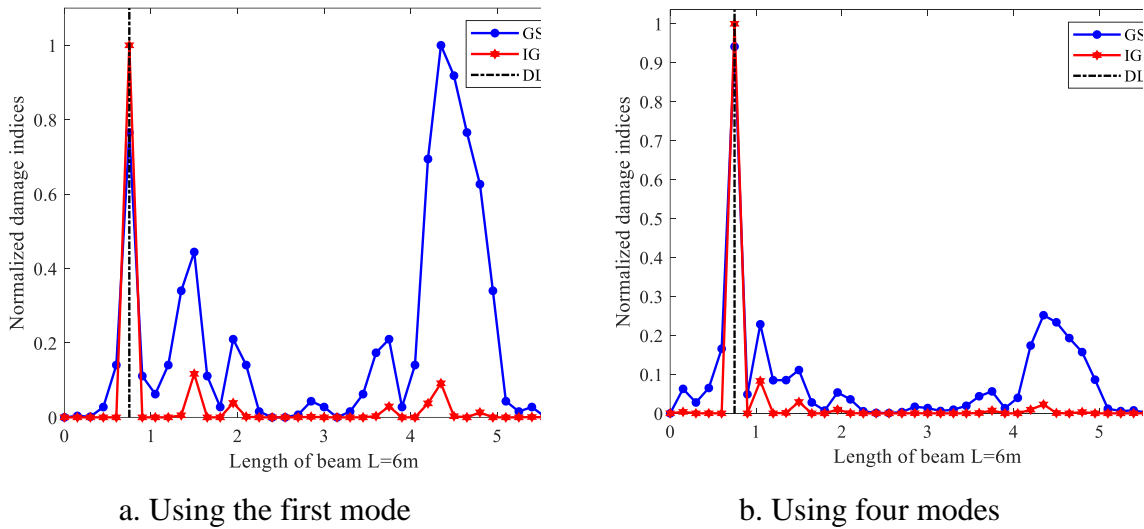 GS
IG
DL
1
0.8
0.6
0.4
0.2
0
0 1 2 3 4 5
Normalized damage indices
Length of beam L=6m
a. Using the first mode
GS
IG
DL
1
0.9
0.8
0.7
0.6
0.5
0.4
0.3
0.2
0.1
0
0 1 2 3 4 5
Normalized damage indices
Length of beam L=6m
b. Using four modes